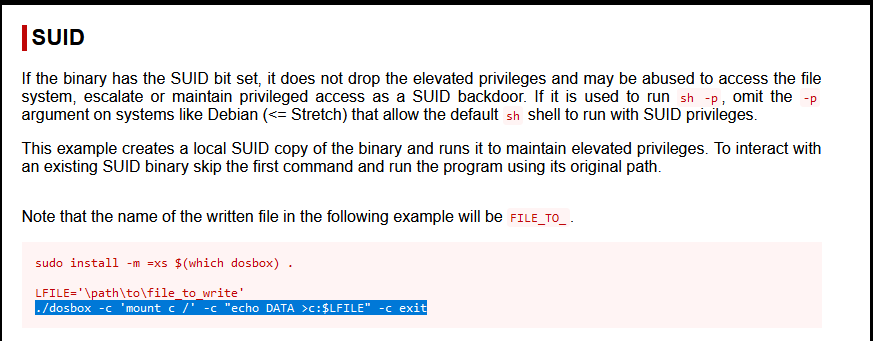 SUID
If the binary has the SUID bit set, it does not drop the elevated privileges and may be abused to access the file
system, escalate or maintain privileged access as a SUID backdoor. If it is used to run sh -p, omit the -p
argument on systems like Debian (<= Stretch) that allow the default sh shell to run with SUID privileges.
This example creates a local SUID copy of the binary and runs it to maintain elevated privileges. To interact with
an existing SUID binary skip the first command and run the program using its original path.
Note that the name of the written file in the following example will be FILE_TO_.
sudo install -m =xs $(which dosbox) .
LFILE='\path\to\file_to_write'
./dosbox -c 'mount c /' -c "echo DATA >c:$LFILE" -c exit